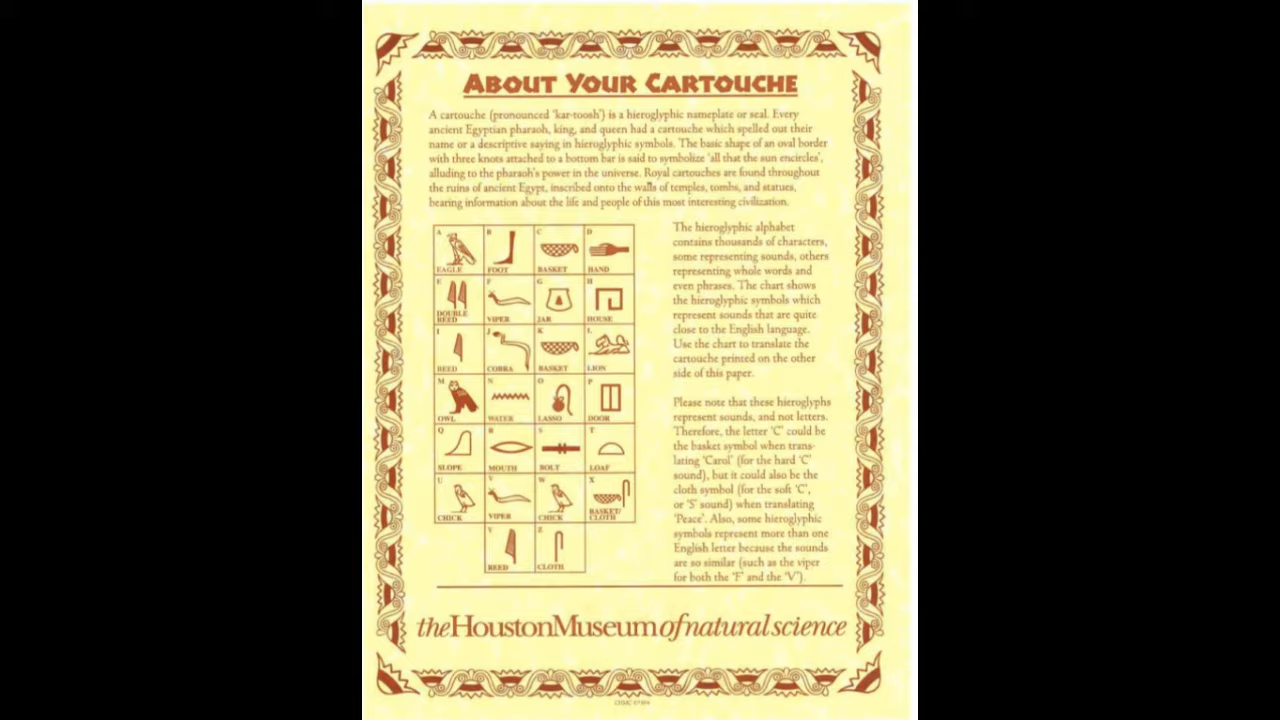 ABOUT YOUR CARTOUCHE
A cartouche (pronounced 'kar-toosh') is a hieroglyphic nameplate or seal. Every
ancient Egyptian pharaoh, king, and queen had a cartouche which spelled out their
name or a descriptive saying in hieroglyphic symbols. The basic shape of an oval border
with three knots attached to a bottom bar is said to symbolize 'all that the sun encircles',
alluding to the pharaoh's power in the universe. Royal cartouches are found throughout
the ruins of ancient Egypt, inscribed onto the walls of temples, tombs, and statues,
bearing information about the life and people of this most interesting civilization.
A B C D
EAGLE FOOT BASKET HAND
E F G H
DOUBLE
REED VIPER JAR HOUSE
I J K L
REED COBRA BASKET LION
M N O P
OWL WATER LASSO DOOR
Q R S T
SLOPE MOUTH BOLT LOAF
U V W X
CHICK VIPER CHICK BASKET/
CLOTH
Y Z
REED CLOTH
The hieroglyphic alphabet
contains thousands of characters,
some representing sounds, others
representing whole words and
even phrases. The chart shows
the hieroglyphic symbols which
represent sounds that are quite
close to the English language.
Use the chart to translate the
cartouche printed on the other
side of this paper.
Please note that these hieroglyphs
represent sounds, and not letters.
Therefore, the letter 'C' could be
the basket symbol when trans-
lating 'Carol' (for the hard 'C'
sound), but it could also be the
cloth symbol (for the soft 'C',
or 'S' sound) when translating
'Peace'. Also, some hieroglyphic
symbols represent more than one
English letter because the sounds
are so similar (such as the viper
for both the 'F' and the 'V').
the Houston Museum of natural science